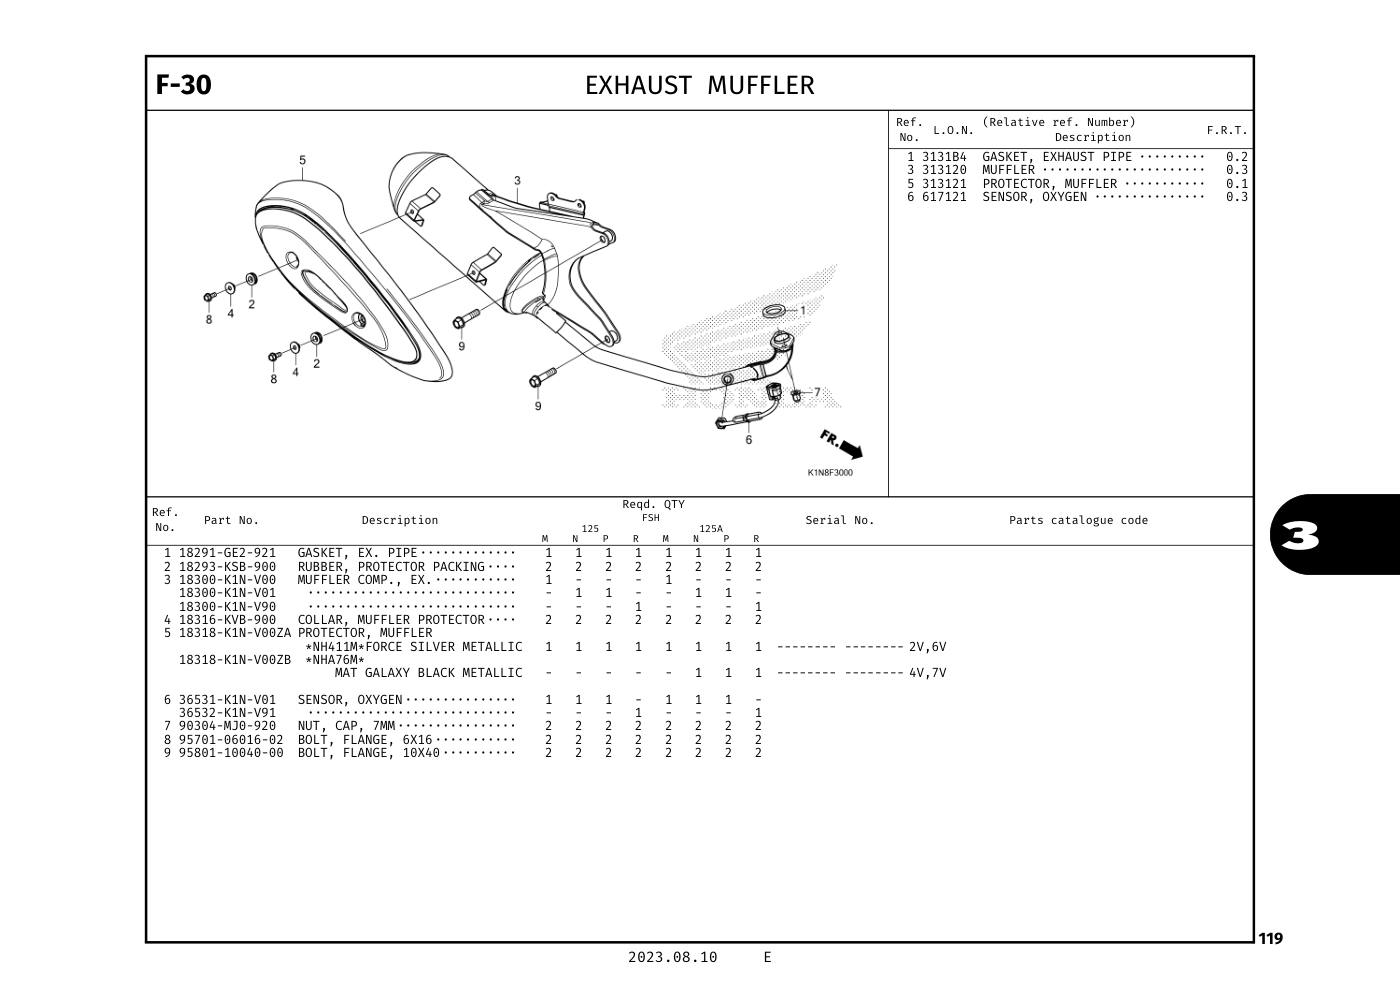 F-30
EXHAUST MUFFLER
5
3
8
4
2
8
4
2
9
9
1
7
6
HONDA
FR.
K1N8F3000
Ref. No. L.O.N. (Relative ref. Number) Description F.R.T.
1 3131B4 GASKET, EXHAUST PIPE ········· 0.2
3 313120 MUFFLER ······················ 0.3
5 313121 PROTECTOR, MUFFLER ··········· 0.1
6 617121 SENSOR, OXYGEN ··············· 0.3
Reqd. QTY
Ref. No. Part No. Description FSH Serial No. Parts catalogue code
125 125A
M N P R M N P R
1 18291-GE2-921 GASKET, EX. PIPE············· 1 1 1 1 1 1 1 1
2 18293-KSB-900 RUBBER, PROTECTOR PACKING···· 2 2 2 2 2 2 2 2
3 18300-K1N-V00 MUFFLER COMP., EX.··········· 1 - - - 1 - - -
18300-K1N-V01 ···························· - 1 1 - - 1 1 -
18300-K1N-V90 ···························· - - - 1 - - - 1
4 18316-KVB-900 COLLAR, MUFFLER PROTECTOR···· 2 2 2 2 2 2 2 2
5 18318-K1N-V00ZA PROTECTOR, MUFFLER
*NH411M*FORCE SILVER METALLIC 1 1 1 1 1 1 1 1 -------- -------- 2V,6V
18318-K1N-V00ZB *NHA76M*
MAT GALAXY BLACK METALLIC - - - - - 1 1 1 -------- -------- 4V,7V
6 36531-K1N-V01 SENSOR, OXYGEN··············· 1 1 1 - 1 1 1 -
36532-K1N-V91 ···························· - - - 1 - - - 1
7 90304-MJ0-920 NUT, CAP, 7MM················ 2 2 2 2 2 2 2 2
8 95701-06016-02 BOLT, FLANGE, 6X16··········· 2 2 2 2 2 2 2 2
9 95801-10040-00 BOLT, FLANGE, 10X40·········· 2 2 2 2 2 2 2 2
3
119
2023.08.10 E